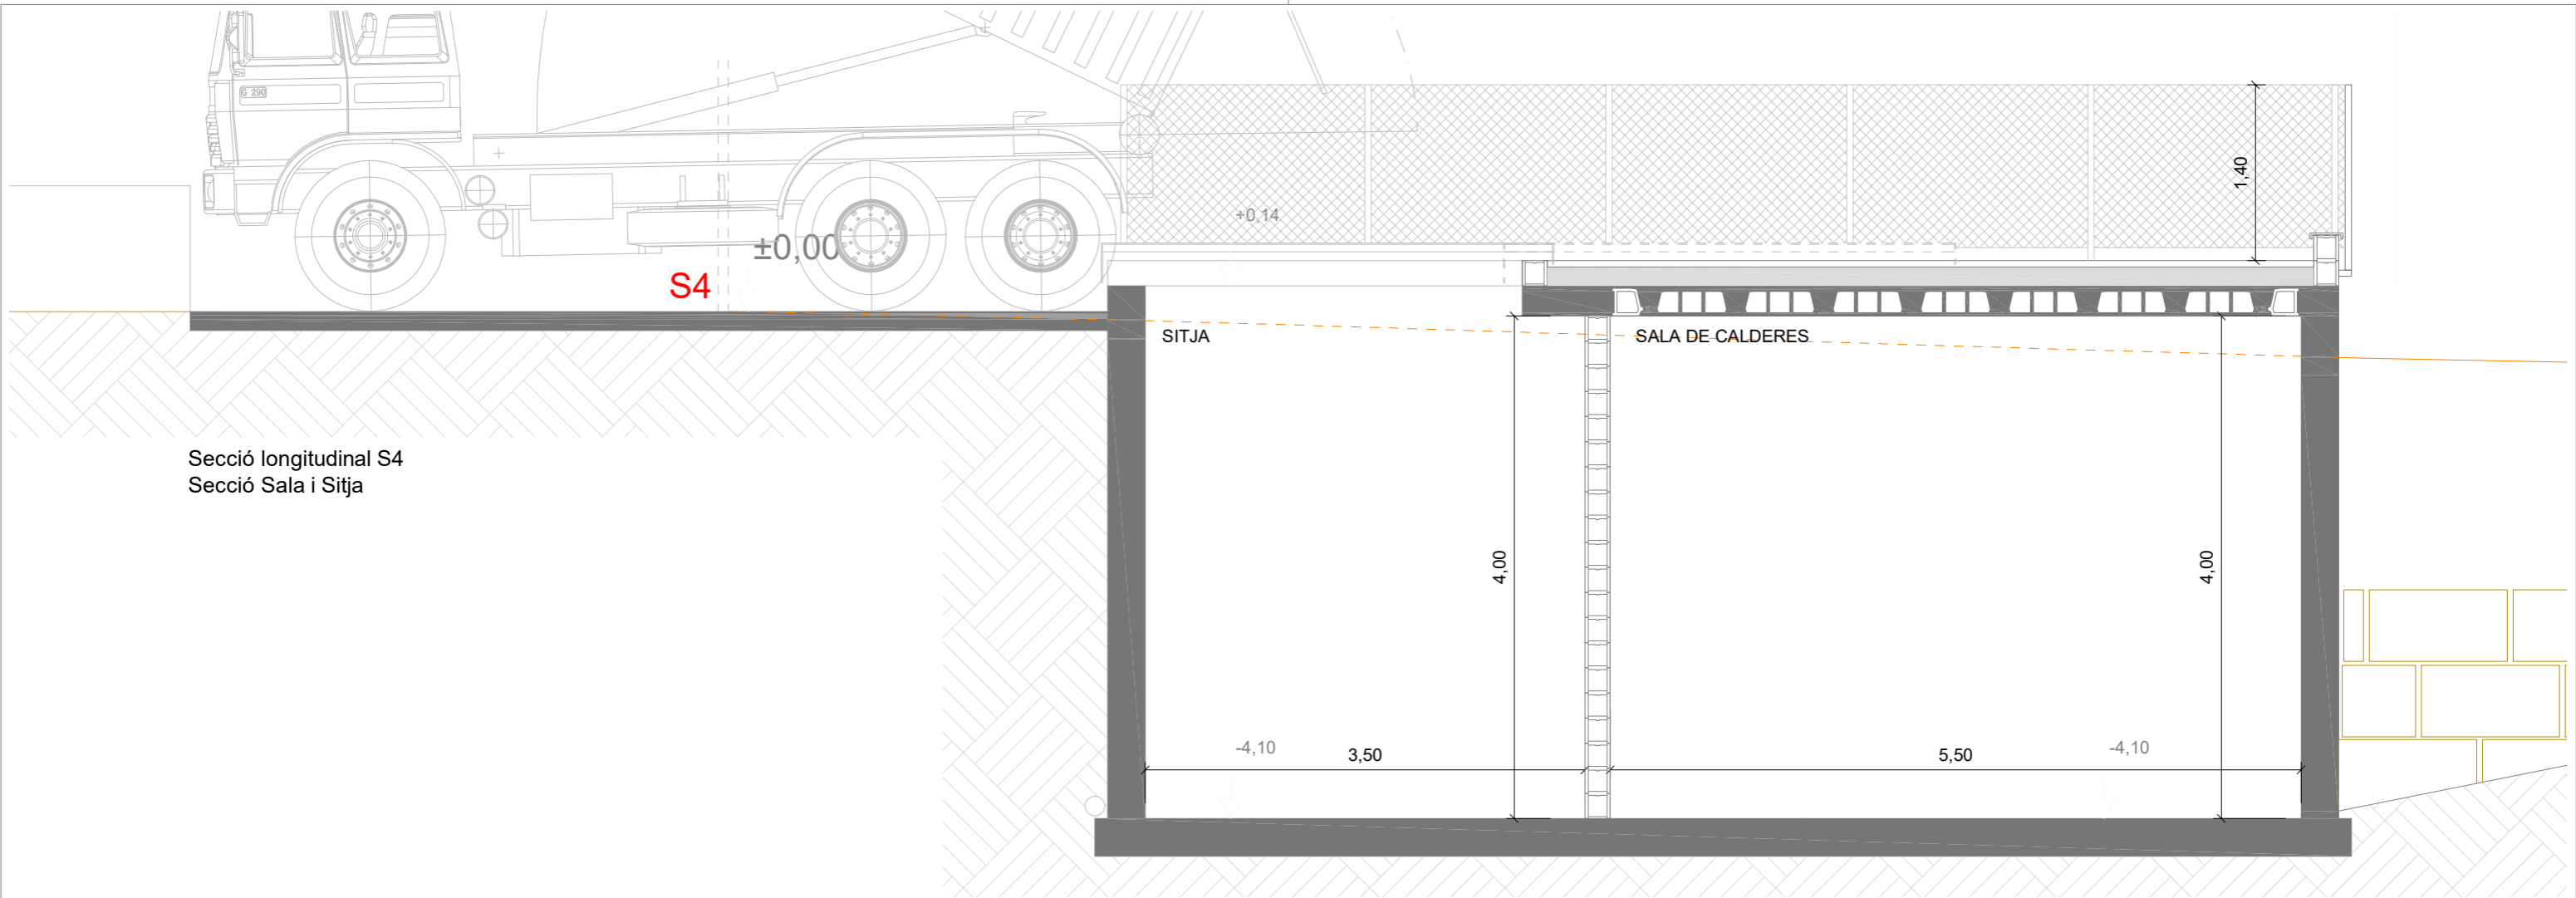 G 290
1,40
+0,14
±0,00
S4
SITJA
SALA DE CALDERES
Secció longitudinal S4
Secció Sala i Sitja
4,00
4,00
-4,10
3,50
5,50
-4,10